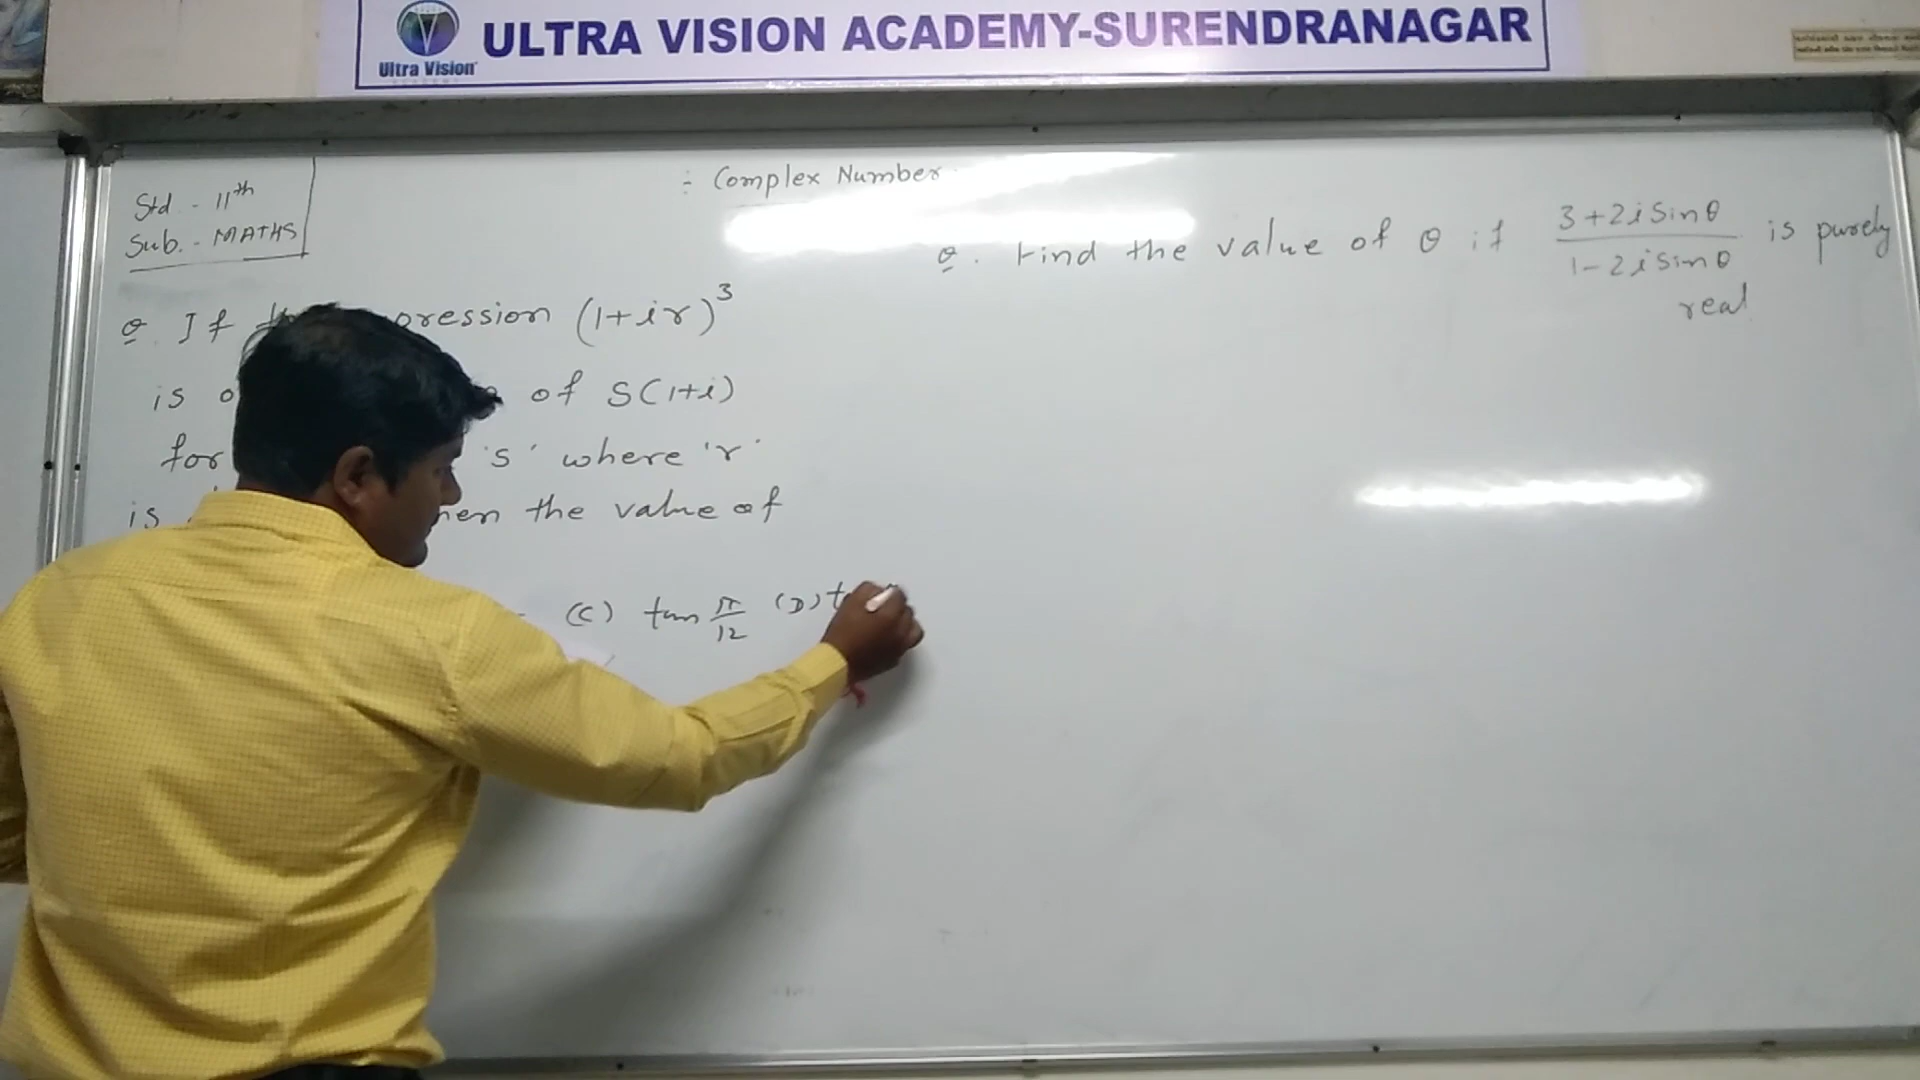 ULTRA VISION ACADEMY-SURENDRANAGAR
Ultra Vision
Std - 11th
Sub. - MATHS
:- Complex Number
Q. If expression (1+ir)³
is of S(1+i)
for 's' where 'r'
is the value of
(C) tan π/12 (D)
Q. Find the value of θ if (3+2i sinθ)/(1-2i sinθ) is purely
real